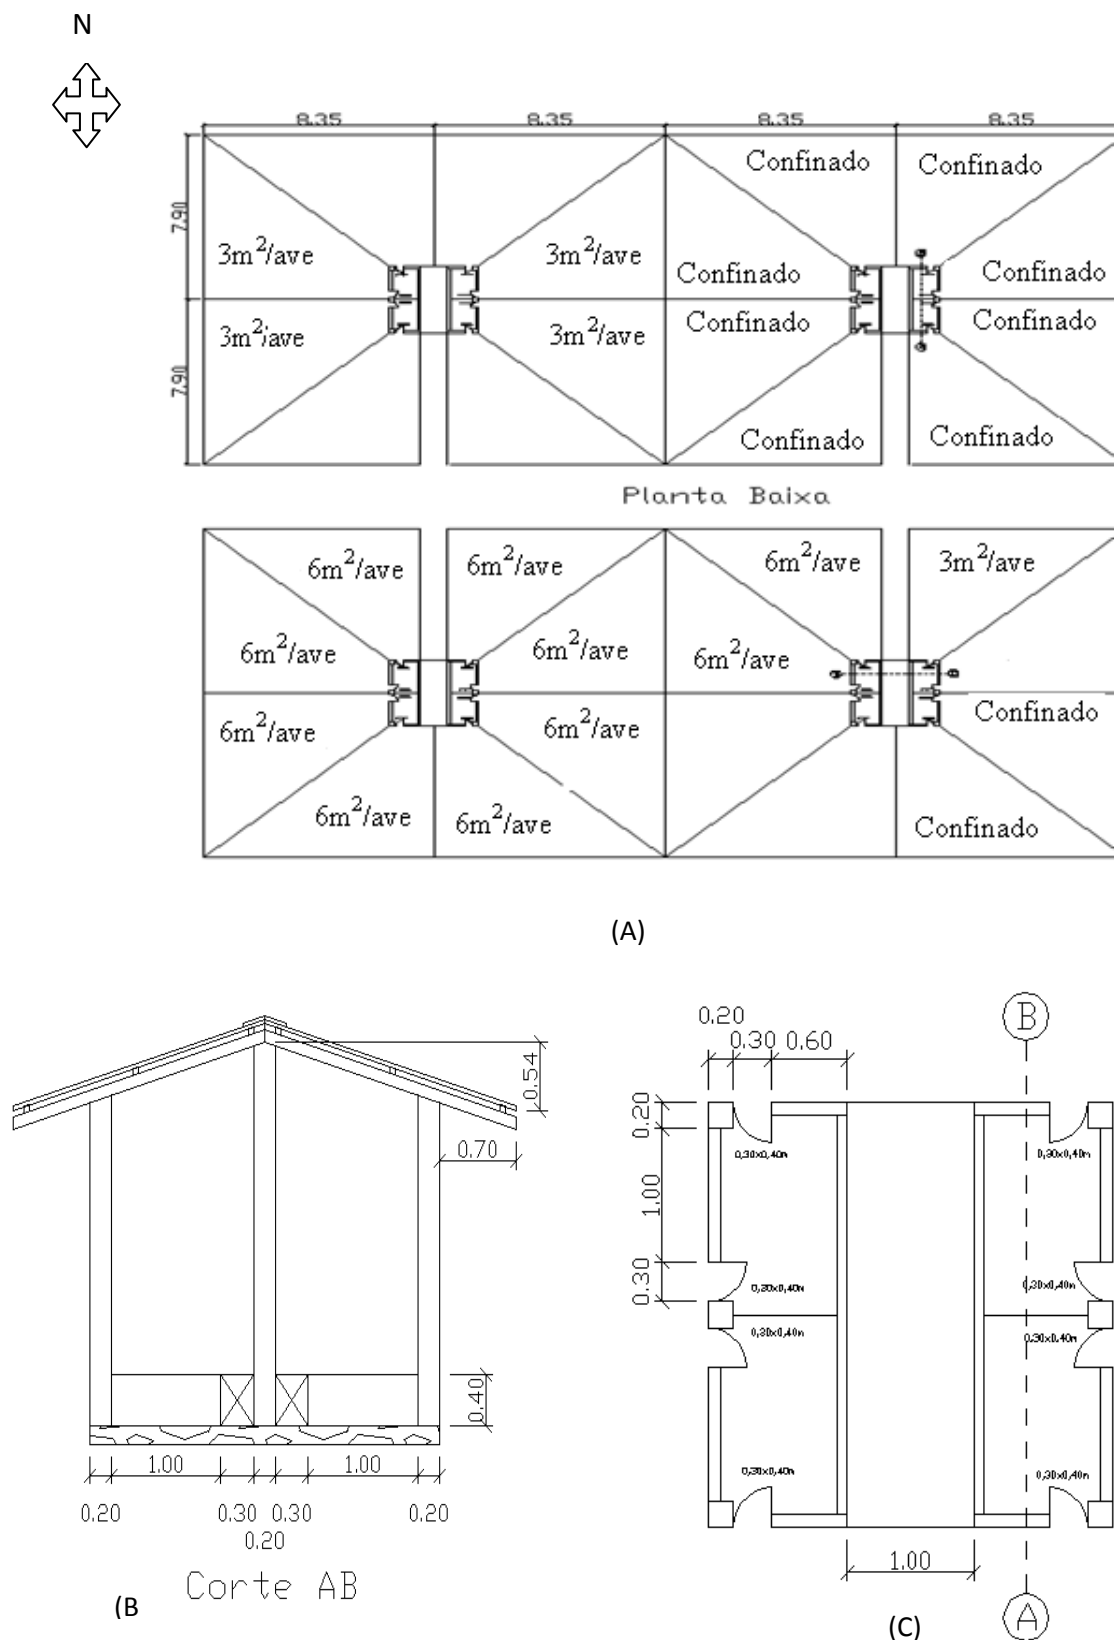 N
8.35 8.35 8.35 8.35
Confinado Confinado
7.90
3m²/ave 3m²/ave Confinado Confinado
3m²/ave 3m²/ave Confinado Confinado
7.90
Confinado Confinado
Planta Baixa
6m²/ave 6m²/ave 6m²/ave 3m²/ave
6m²/ave 6m²/ave 6m²/ave
6m²/ave 6m²/ave Confinado
6m²/ave 6m²/ave Confinado
(A)
0.54
0.70
0.40
1.00 1.00
0.20 0.30 0.30 0.20
0.20
Corte AB
(B
B
0.20
0.30 0.60
0.20
0,30x0,40m 0,30x0,40m
1.00
0,30x0,40m 0,30x0,40m
0.30
0,30x0,40m 0,30x0,40m
0,30x0,40m 0,30x0,40m
1.00
A
(C)